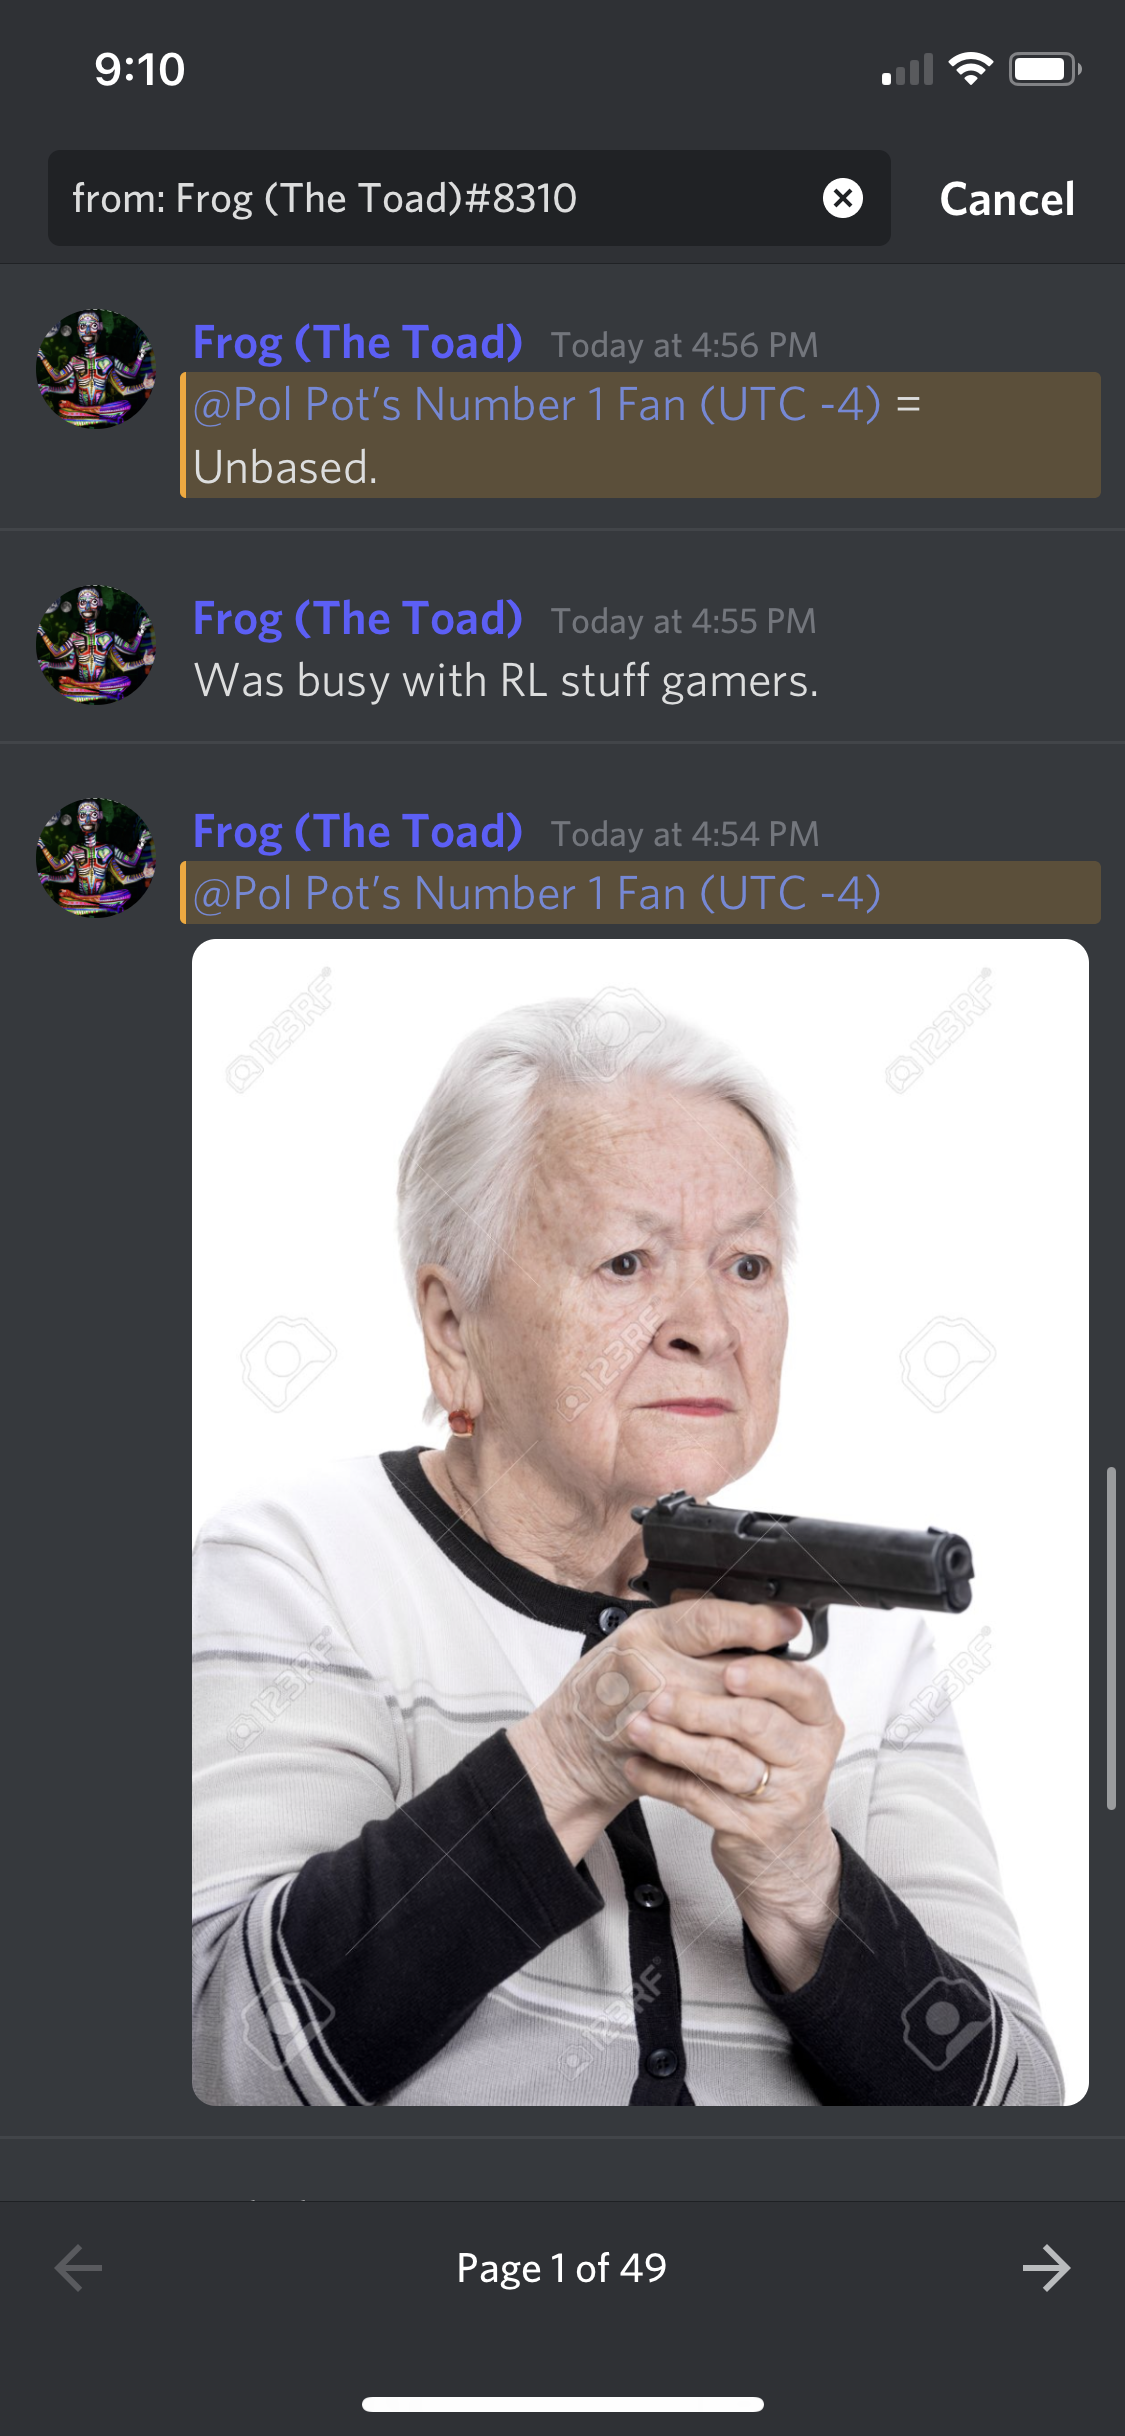 9:10
from: Frog (The Toad)#8310
Cancel
Frog (The Toad) Today at 4:56 PM
@Pol Pot’s Number 1 Fan (UTC -4) =
Unbased.
Frog (The Toad) Today at 4:55 PM
Was busy with RL stuff gamers.
Frog (The Toad) Today at 4:54 PM
@Pol Pot’s Number 1 Fan (UTC -4)
123RF
123RF
123RF
123RF
123RF
123RF
Page 1 of 49